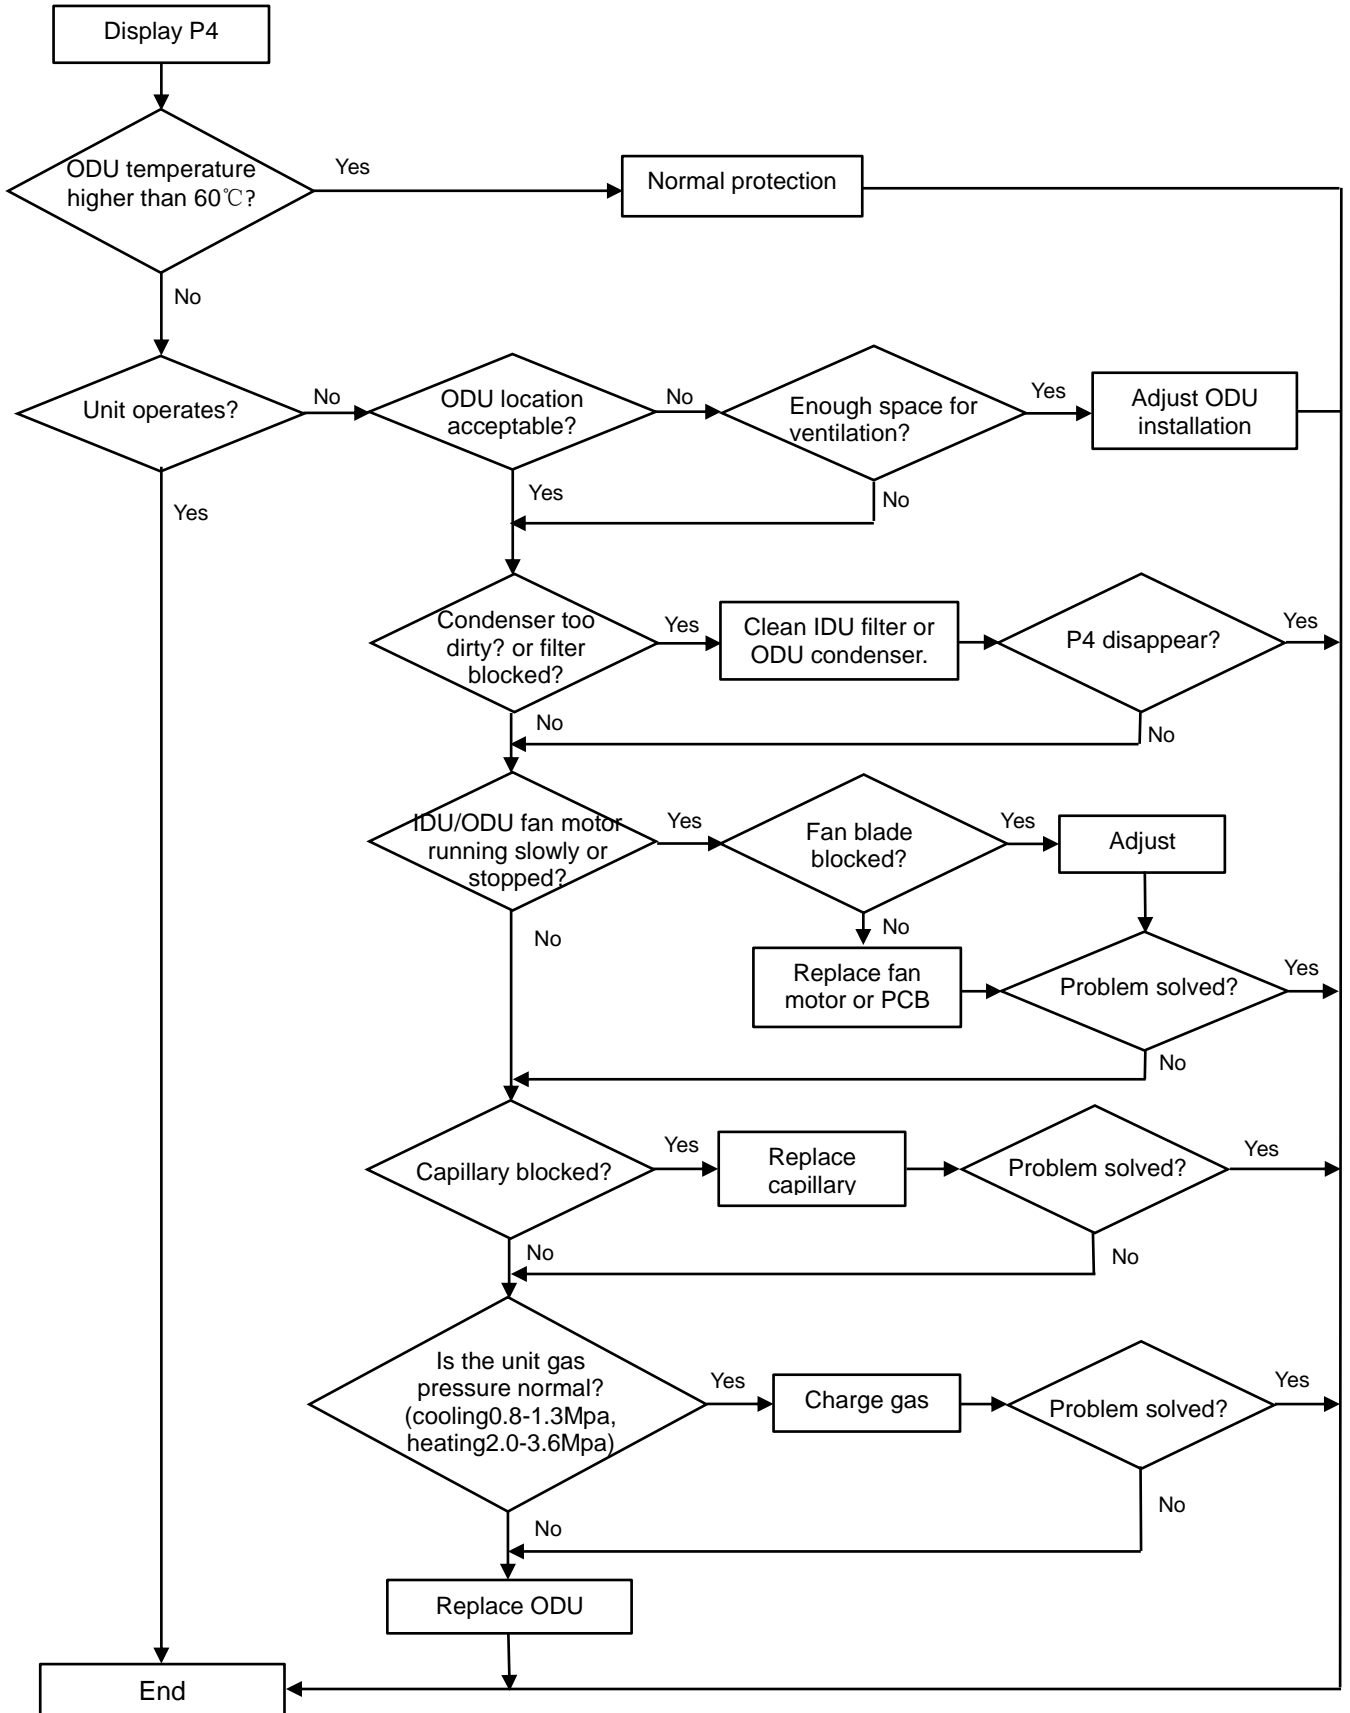 Display P4
ODU temperature
higher than 60℃?
Yes
Normal protection
No
Unit operates?
No
ODU location
acceptable?
No
Enough space for
ventilation?
Yes
Adjust ODU
installation
Yes
Yes
No
Condenser too
dirty? or filter
blocked?
Yes
Clean IDU filter or
ODU condenser.
P4 disappear?
Yes
No
No
IDU/ODU fan motor
running slowly or
stopped?
Yes
Fan blade
blocked?
Yes
Adjust
No
No
Replace fan
motor or PCB
Problem solved?
Yes
No
Capillary blocked?
Yes
Replace
capillary
Problem solved?
Yes
No
No
Is the unit gas
pressure normal?
(cooling0.8-1.3Mpa,
heating2.0-3.6Mpa)
Yes
Charge gas
Problem solved?
Yes
No
No
Replace ODU
End